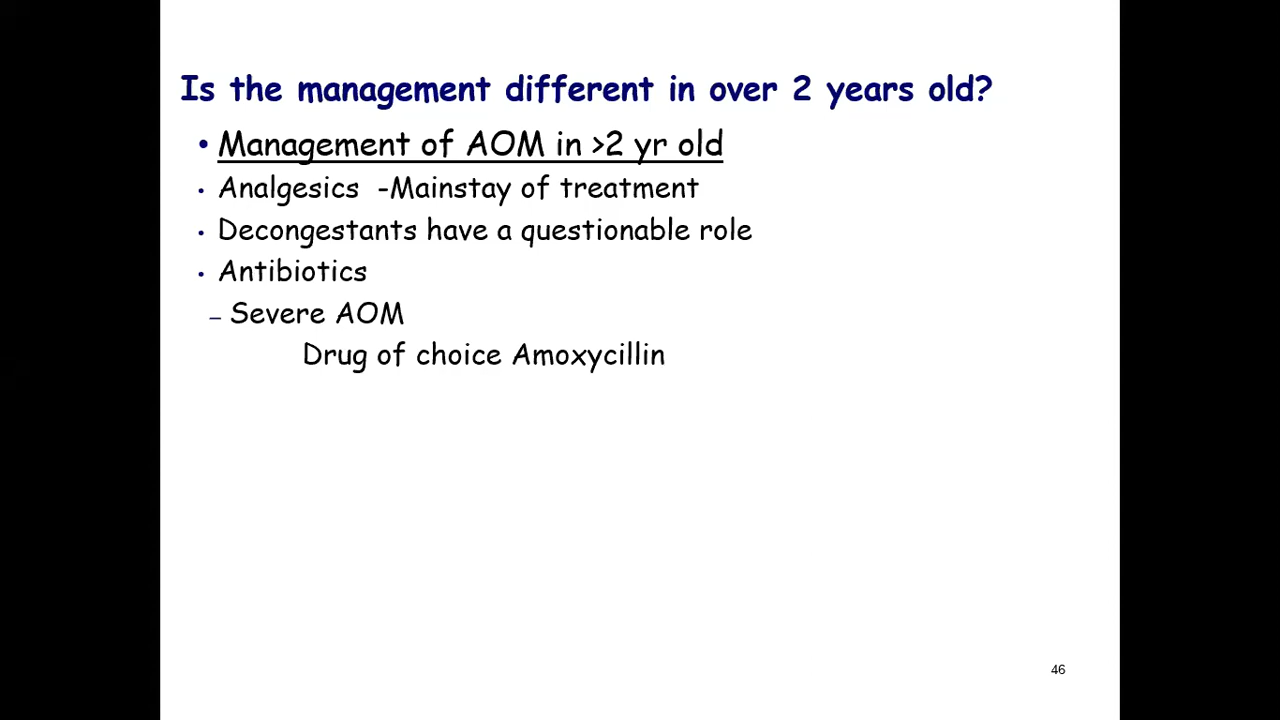 Is the management different in over 2 years old?
• Management of AOM in >2 yr old
• Analgesics -Mainstay of treatment
• Decongestants have a questionable role
• Antibiotics
– Severe AOM
Drug of choice Amoxycillin
46